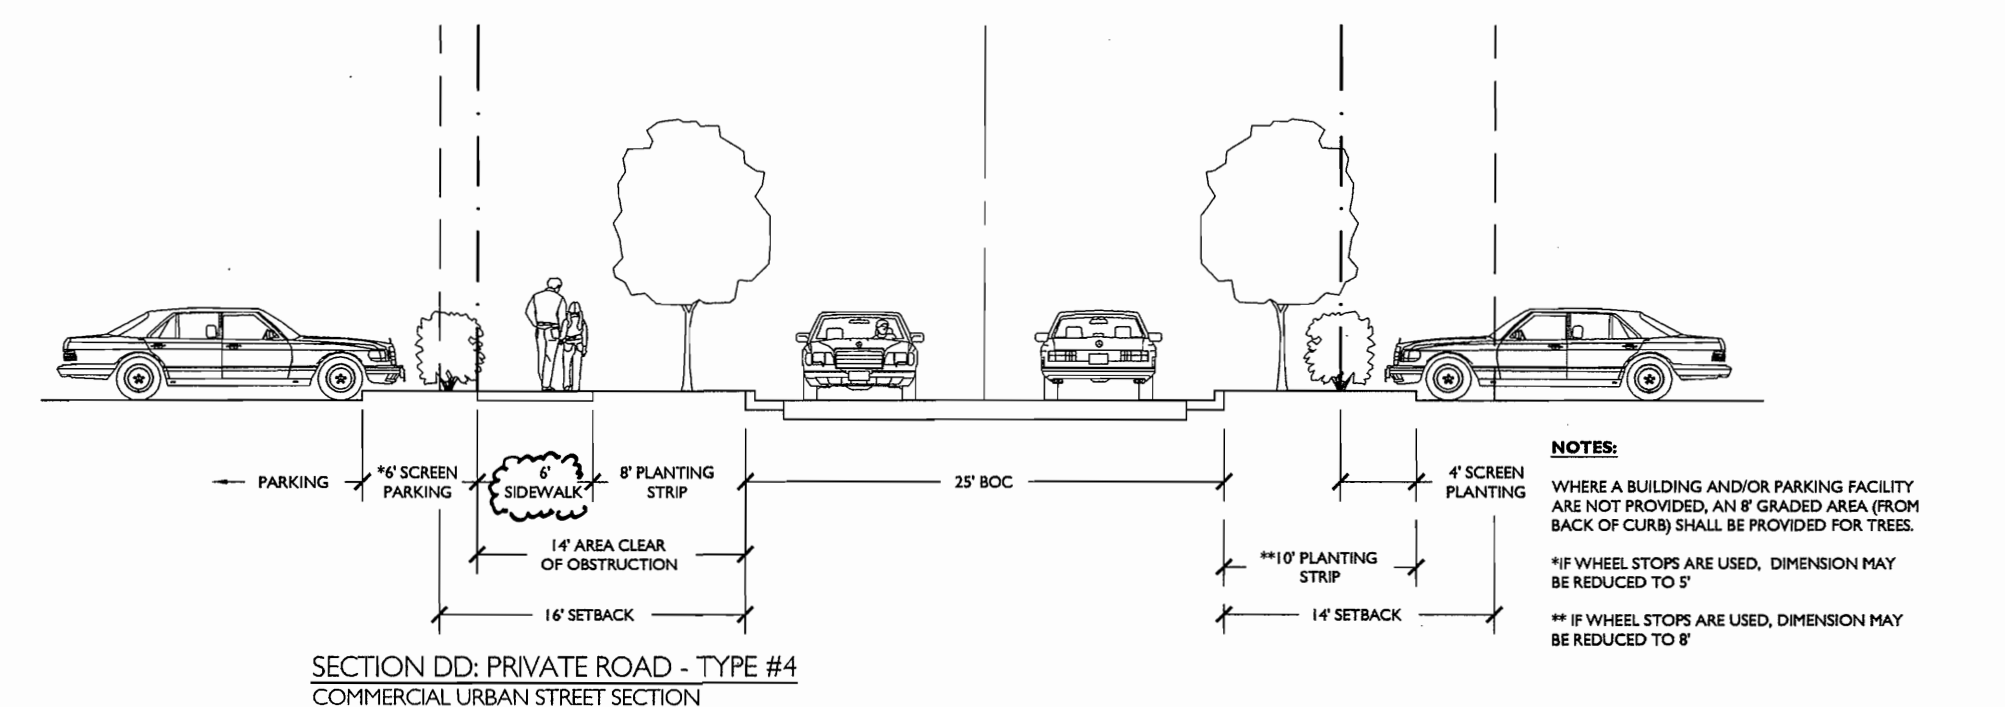 PARKING
*6' SCREEN
PARKING
6'
SIDEWALK
8' PLANTING
STRIP
25' BOC
4' SCREEN
PLANTING
14' AREA CLEAR
OF OBSTRUCTION
**10' PLANTING
STRIP
16' SETBACK
14' SETBACK
NOTES:
WHERE A BUILDING AND/OR PARKING FACILITY
ARE NOT PROVIDED, AN 8' GRADED AREA (FROM
BACK OF CURB) SHALL BE PROVIDED FOR TREES.
*IF WHEEL STOPS ARE USED, DIMENSION MAY
BE REDUCED TO 5'
** IF WHEEL STOPS ARE USED, DIMENSION MAY
BE REDUCED TO 8'
SECTION DD: PRIVATE ROAD - TYPE #4
COMMERCIAL URBAN STREET SECTION